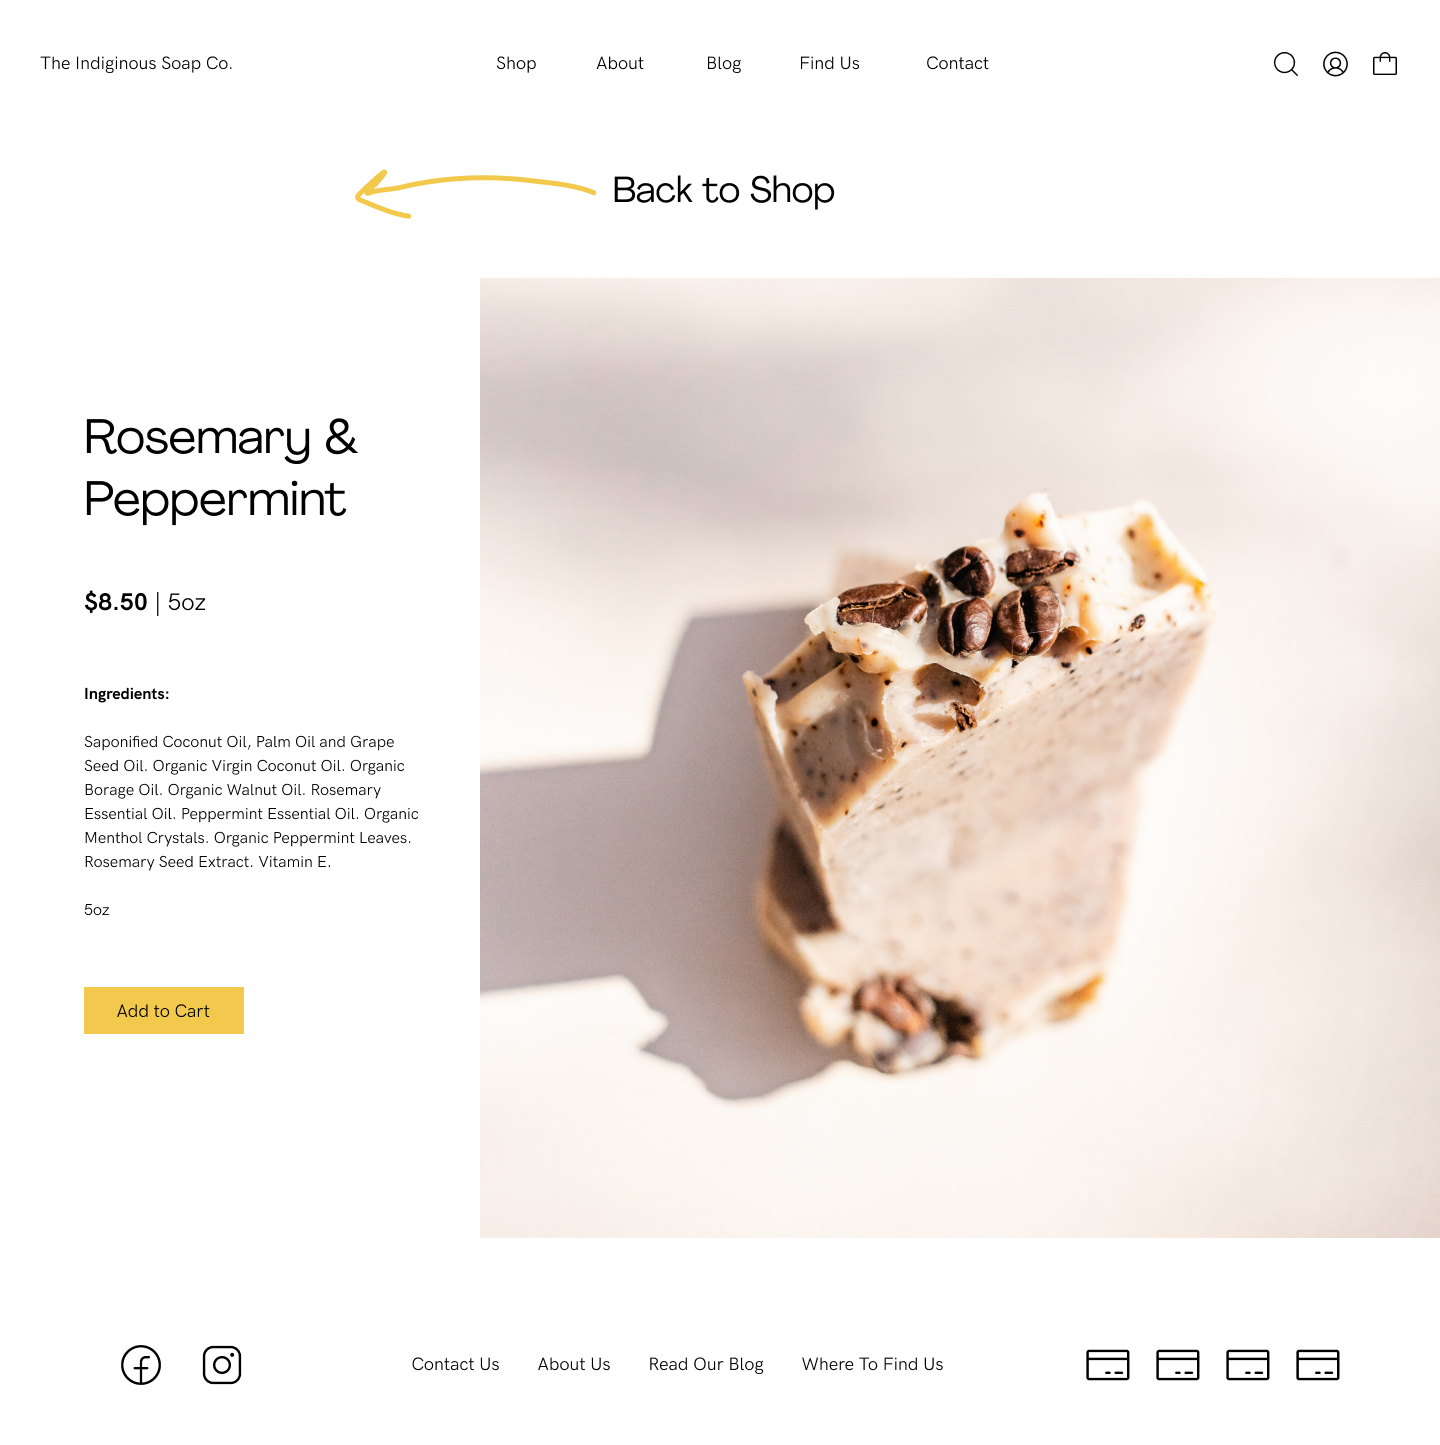 The Indiginous Soap Co.
Shop
About
Blog
Find Us
Contact
Back to Shop
Rosemary &
Peppermint
$8.50 | 5oz
Ingredients:
Saponified Coconut Oil, Palm Oil and Grape
Seed Oil. Organic Virgin Coconut Oil. Organic
Borage Oil. Organic Walnut Oil. Rosemary
Essential Oil. Peppermint Essential Oil. Organic
Menthol Crystals. Organic Peppermint Leaves.
Rosemary Seed Extract. Vitamin E.
5oz
Add to Cart
Contact Us
About Us
Read Our Blog
Where To Find Us